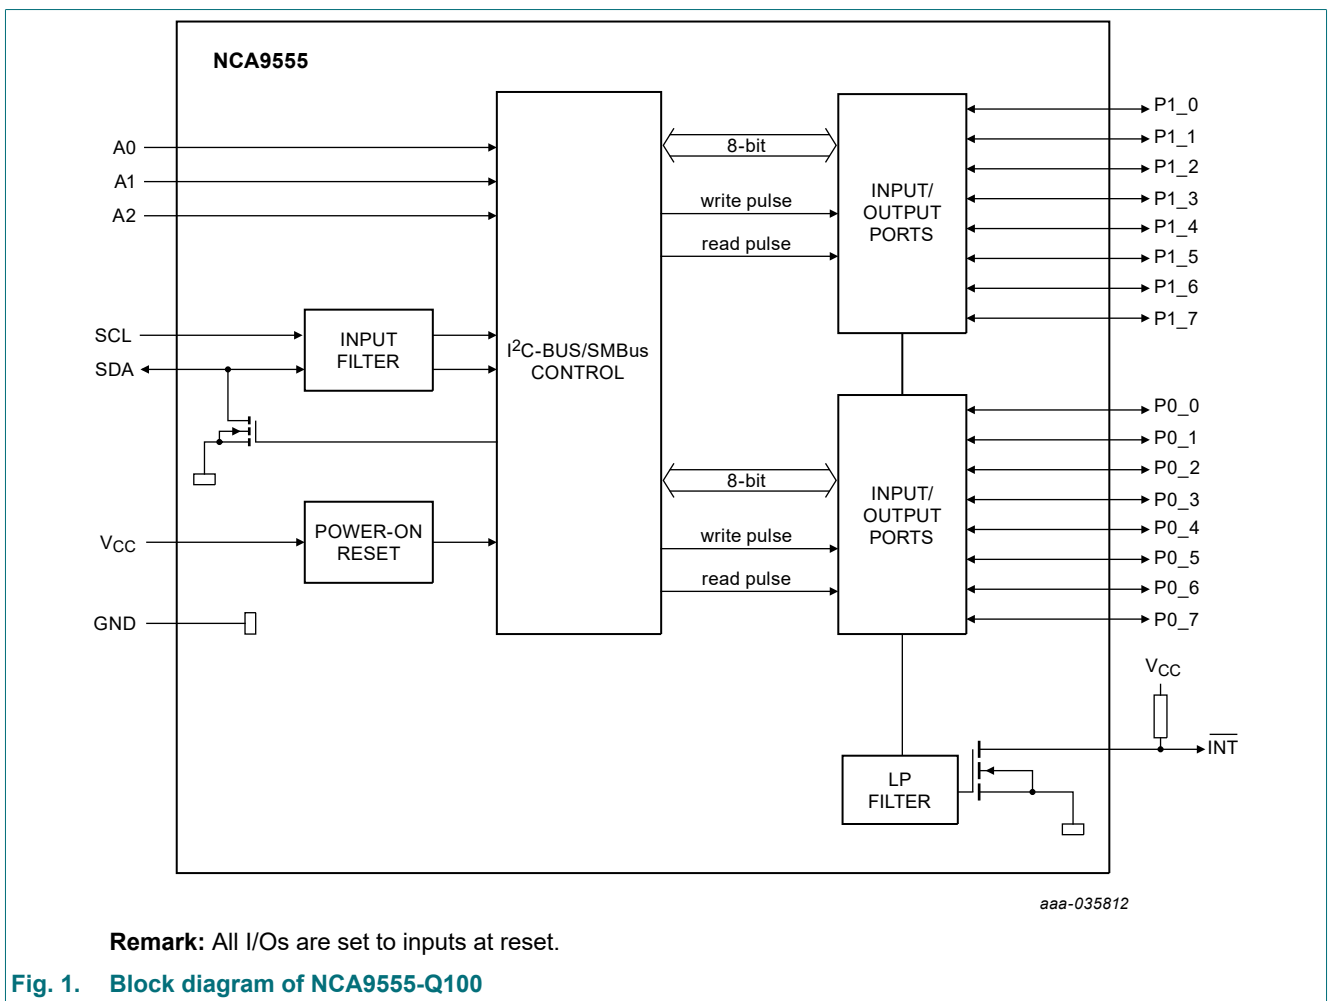 NCA9555
A0
A1
A2
SCL
SDA
VCC
GND
INPUT
FILTER
POWER-ON
RESET
I2C-BUS/SMBus
CONTROL
8-bit
write pulse
read pulse
INPUT/
OUTPUT
PORTS
P1_0
P1_1
P1_2
P1_3
P1_4
P1_5
P1_6
P1_7
8-bit
write pulse
read pulse
INPUT/
OUTPUT
PORTS
P0_0
P0_1
P0_2
P0_3
P0_4
P0_5
P0_6
P0_7
VCC
INT
LP
FILTER
aaa-035812
Remark: All I/Os are set to inputs at reset.
Fig. 1. Block diagram of NCA9555-Q100